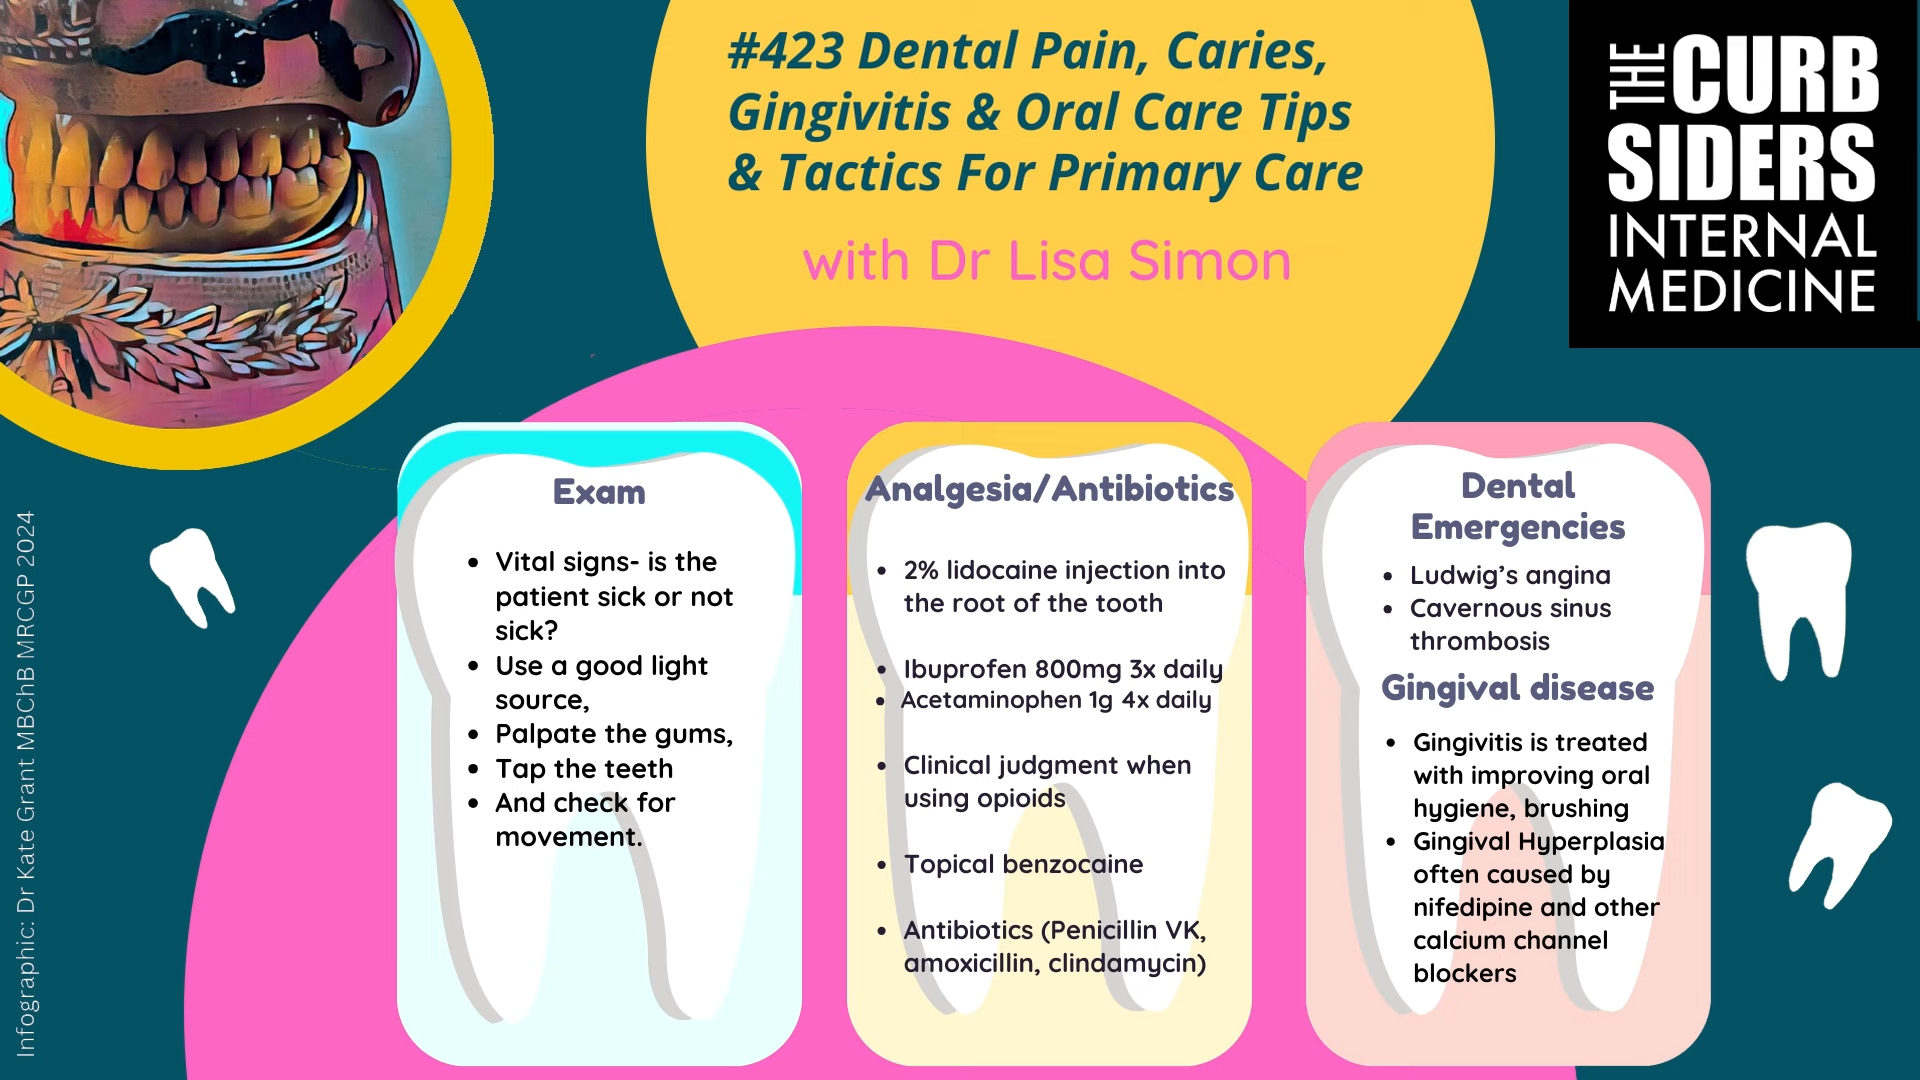 #423 Dental Pain, Caries,
Gingivitis & Oral Care Tips
& Tactics For Primary Care
with Dr Lisa Simon
THE CURB
SIDERS
INTERNAL
MEDICINE
Exam
• Vital signs- is the
patient sick or not
sick?
• Use a good light
source,
• Palpate the gums,
• Tap the teeth
• And check for
movement.
Analgesia/Antibiotics
• 2% lidocaine injection into
the root of the tooth
• Ibuprofen 800mg 3x daily
• Acetaminophen 1g 4x daily
• Clinical judgment when
using opioids
• Topical benzocaine
• Antibiotics (Penicillin VK,
amoxicillin, clindamycin)
Dental
Emergencies
• Ludwig’s angina
• Cavernous sinus
thrombosis
Gingival disease
• Gingivitis is treated
with improving oral
hygiene, brushing
• Gingival Hyperplasia
often caused by
nifedipine and other
calcium channel
blockers
Infographic: Dr Kate Grant MBChB MRCGP 2024